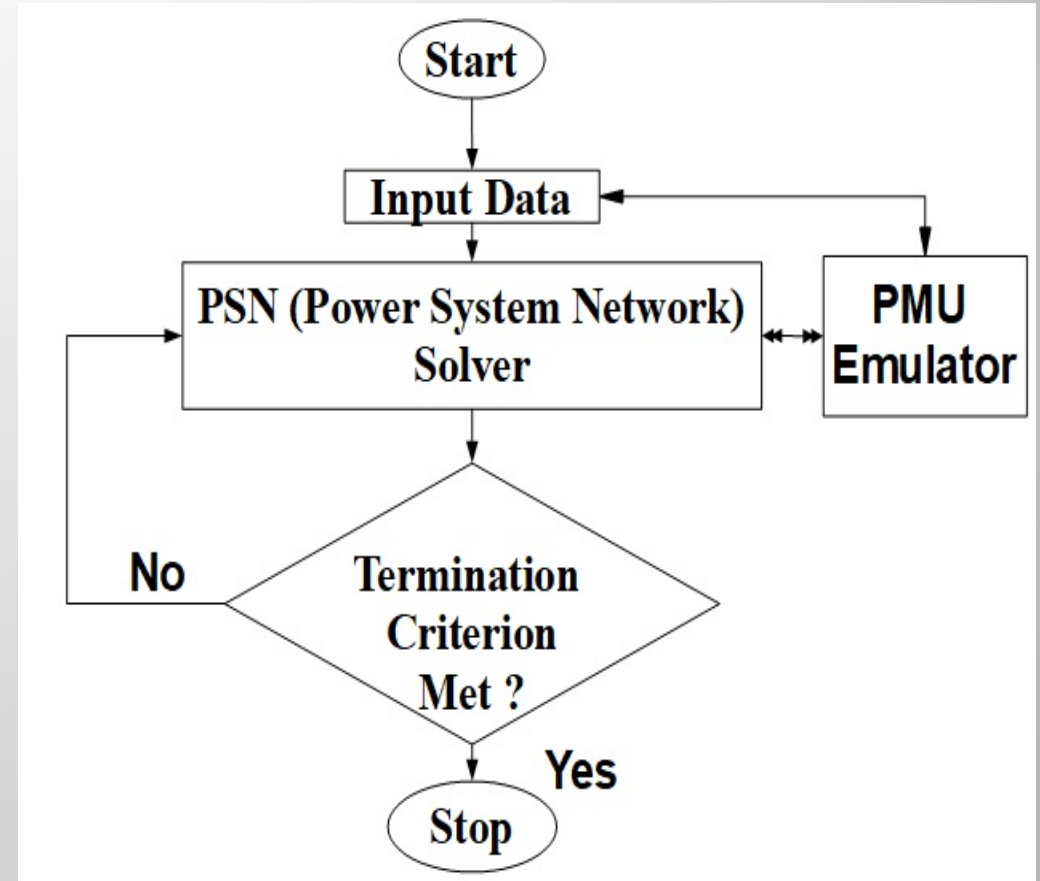 Start
Input Data
PSN (Power System Network)
Solver
PMU
Emulator
No
Termination
Criterion
Met ?
Yes
Stop